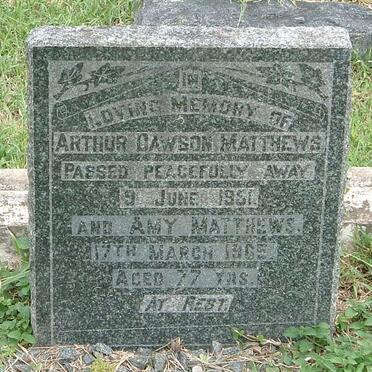 IN
LOVING MEMORY OF
ARTHUR DAWSON MATTHEWS
PASSED PEACEFULLY AWAY
9 JUNE 1951.
AND AMY MATTHEWS.
17TH MARCH 1965
AGED 77 YRS.
AT REST